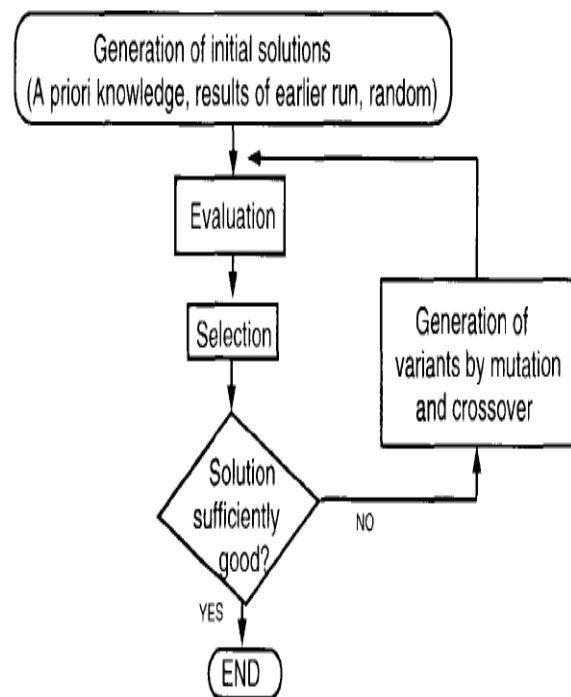 Generation of initial solutions
(A priori knowledge, results of earlier run, random)
Evaluation
Selection
Generation of
variants by mutation
and crossover
Solution
sufficiently
good?
NO
YES
END